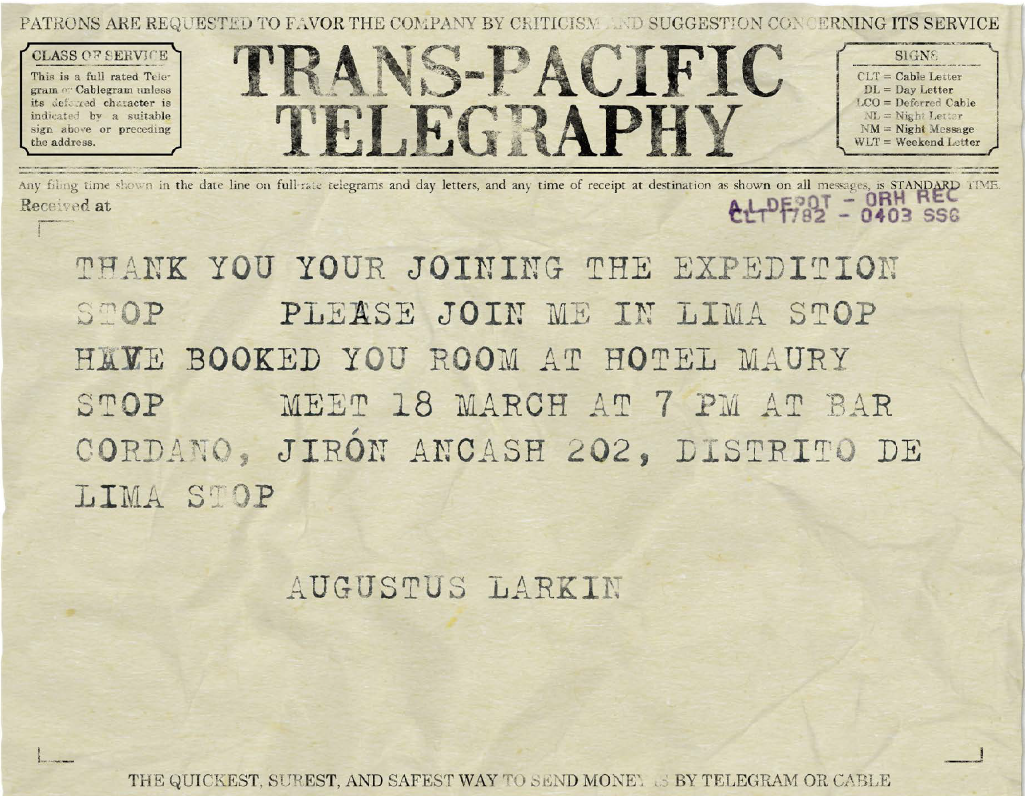 PATRONS ARE REQUESTED TO FAVOR THE COMPANY BY CRITICISM AND SUGGESTION CONCERNING ITS SERVICE
CLASS OF SERVICE
This is a full rated Tele-
gram or Cablegram unless
its deferred character is
indicated by a suitable
sign above or preceding
the address.
TRANS-PACIFIC
TELEGRAPHY
SIGNS
CLT = Cable Letter
DL = Day Letter
LCO = Deferred Cable
NL = Night Letter
NM = Night Message
WLT = Weekend Letter
Any filing time shown in the date line on full-rate telegrams and day letters, and any time of receipt at destination as shown on all messages, is STANDARD TIME.
Received at
A.I. DEPOT - ORH REC
CLT 1782 - 0403 SSG
THANK YOU YOUR JOINING THE EXPEDITION
STOP PLEASE JOIN ME IN LIMA STOP
HAVE BOOKED YOU ROOM AT HOTEL MAURY
STOP MEET 18 MARCH AT 7 PM AT BAR
CORDANO, JIRÓN ANCASH 202, DISTRITO DE
LIMA STOP
AUGUSTUS LARKIN
THE QUICKEST, SUREST, AND SAFEST WAY TO SEND MONEY IS BY TELEGRAM OR CABLE